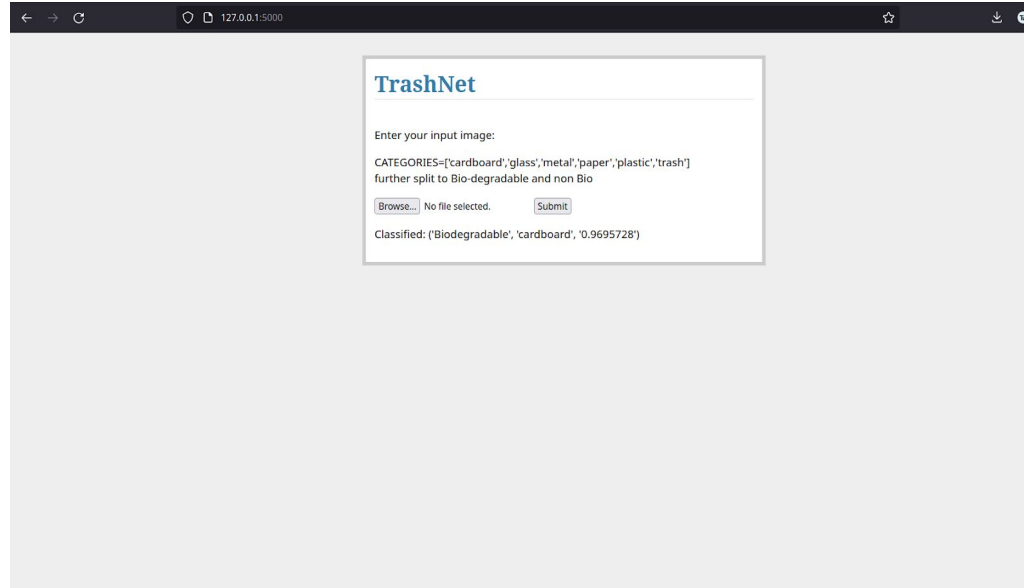 127.0.0.1:5000
TrashNet
Enter your input image:
CATEGORIES=['cardboard','glass','metal','paper','plastic','trash']
further split to Bio-degradable and non Bio
Browse... No file selected. Submit
Classified: ('Biodegradable', 'cardboard', '0.9695728')